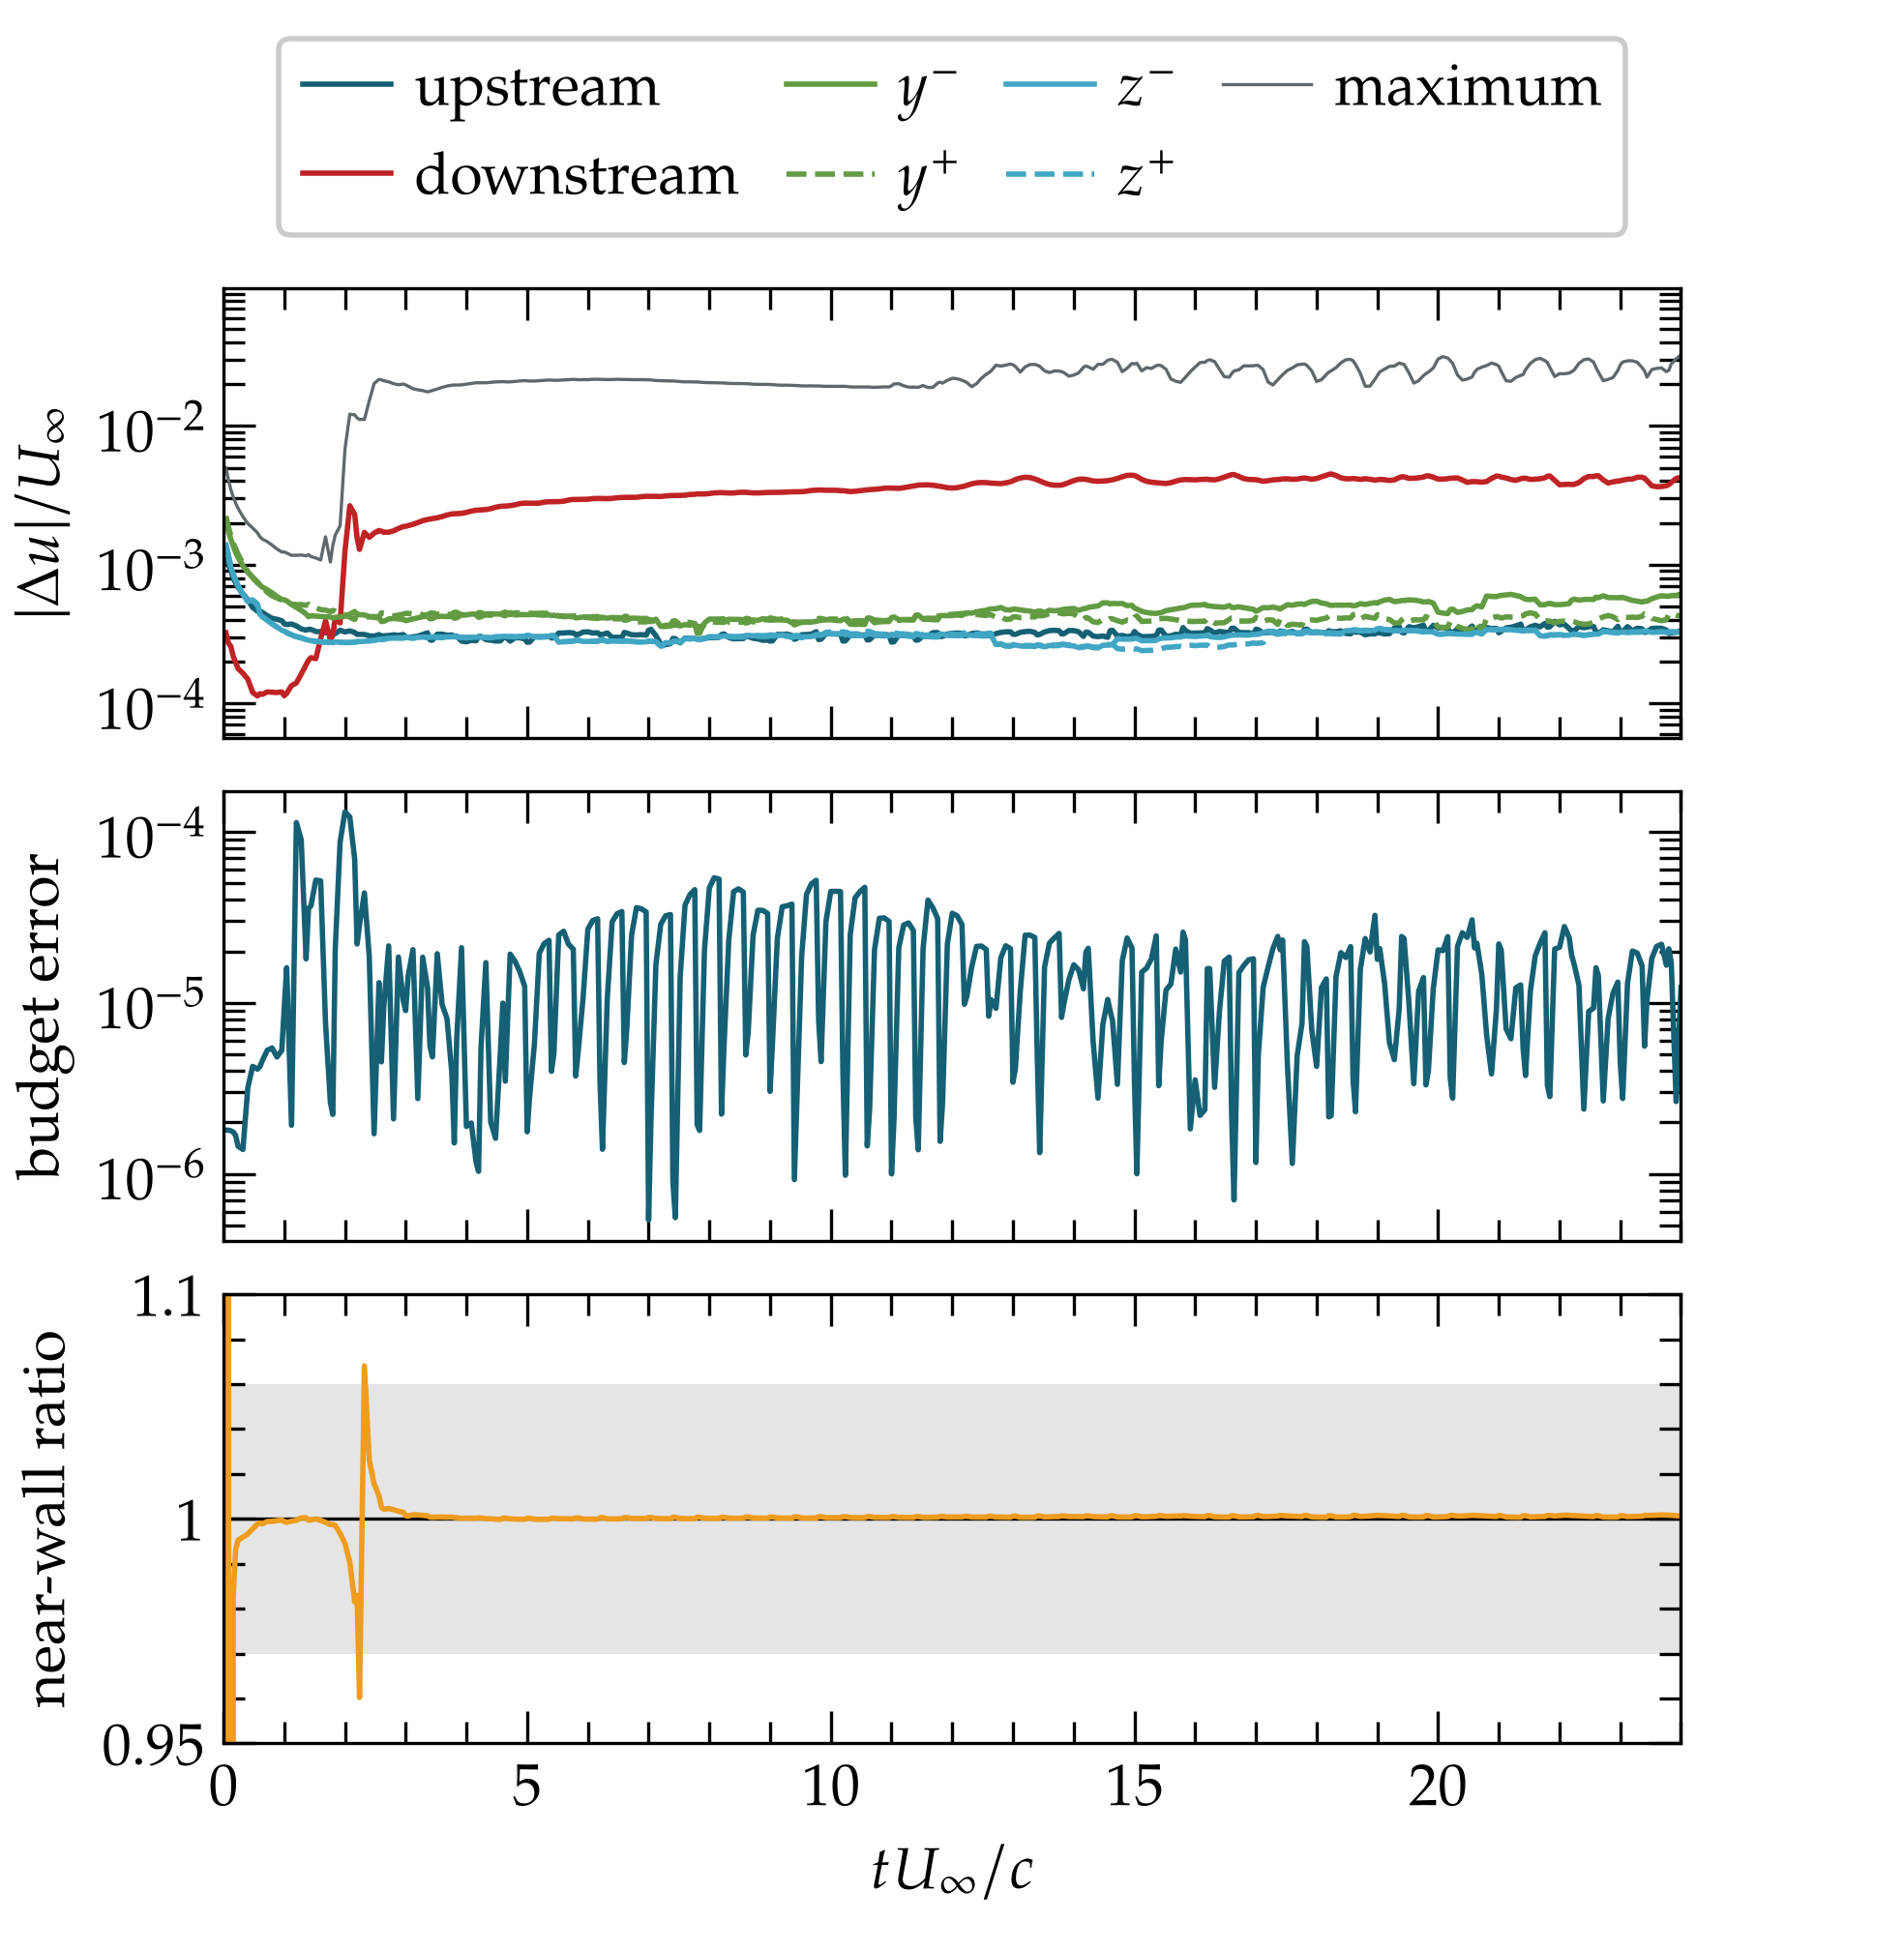 upstream y⁻ z⁻ maximum
downstream y⁺ z⁺
|Δu|/U∞
10⁻²
10⁻³
10⁻⁴
budget error
10⁻⁴
10⁻⁵
10⁻⁶
near-wall ratio
1.1
1
0.95
0 5 10 15 20
tU∞/c